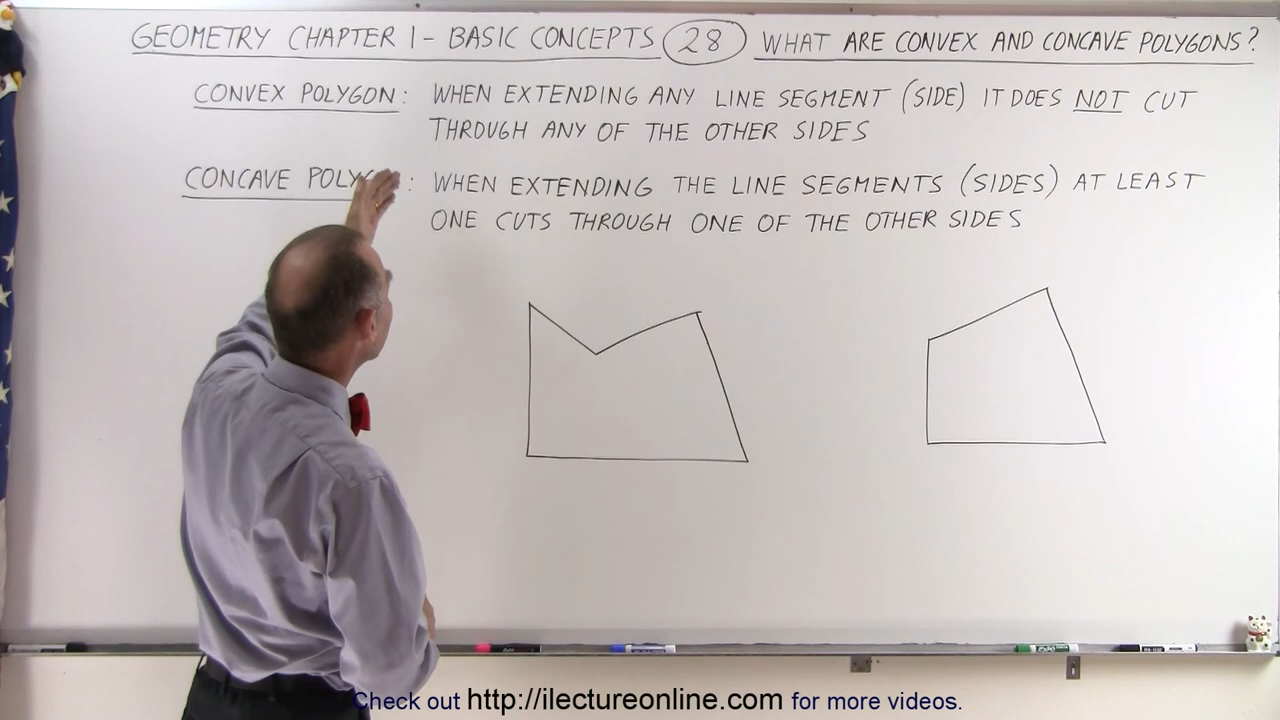 GEOMETRY CHAPTER 1 - BASIC CONCEPTS 28 WHAT ARE CONVEX AND CONCAVE POLYGONS?
CONVEX POLYGON: WHEN EXTENDING ANY LINE SEGMENT (SIDE) IT DOES NOT CUT
THROUGH ANY OF THE OTHER SIDES
CONCAVE : WHEN EXTENDING THE LINE SEGMENTS (SIDES) AT LEAST
ONE CUTS THROUGH ONE OF THE OTHER SIDES
Check out http://ilectureonline.com for more videos.